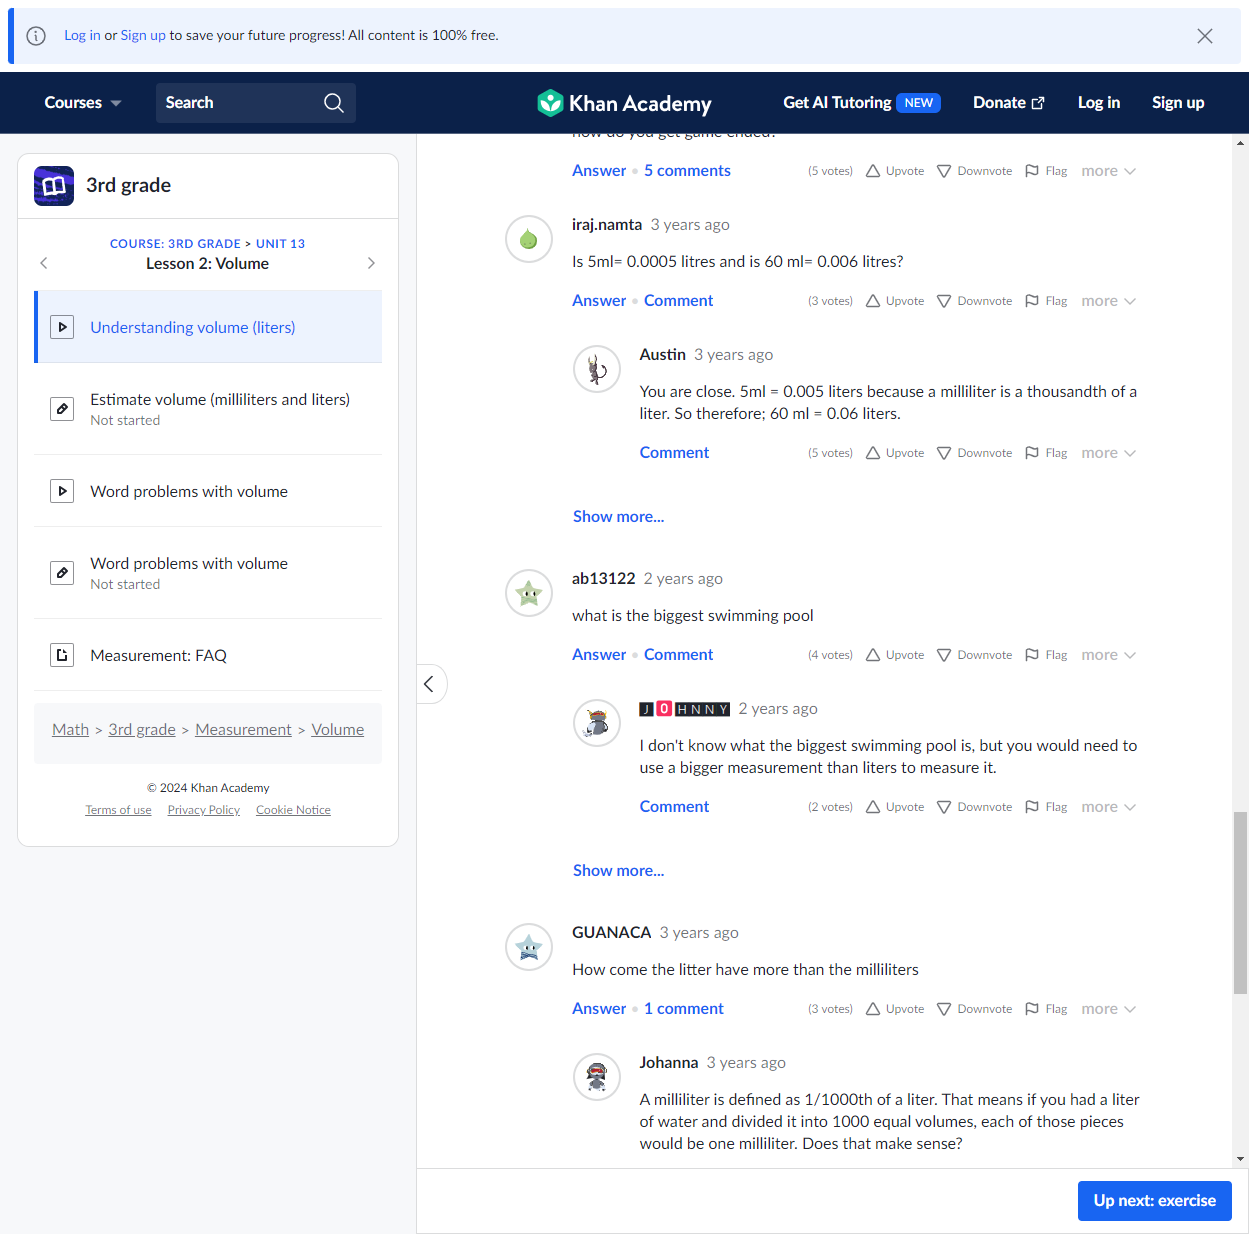 Log in or Sign up to save your future progress! All content is 100% free.
Courses
Search
Khan Academy
Get AI Tutoring NEW
Donate
Log in
Sign up
3rd grade
COURSE: 3RD GRADE > UNIT 13
Lesson 2: Volume
Understanding volume (liters)
Estimate volume (milliliters and liters)
Not started
Word problems with volume
Word problems with volume
Not started
Measurement: FAQ
Math > 3rd grade > Measurement > Volume
© 2024 Khan Academy
Terms of use Privacy Policy Cookie Notice
how do you get game ended?
Answer • 5 comments (5 votes) Upvote Downvote Flag more
iraj.namta 3 years ago
Is 5ml= 0.0005 litres and is 60 ml= 0.006 litres?
Answer • Comment (3 votes) Upvote Downvote Flag more
Austin 3 years ago
You are close. 5ml = 0.005 liters because a milliliter is a thousandth of a
liter. So therefore; 60 ml = 0.06 liters.
Comment (5 votes) Upvote Downvote Flag more
Show more...
ab13122 2 years ago
what is the biggest swimming pool
Answer • Comment (4 votes) Upvote Downvote Flag more
J0HNNY 2 years ago
I don't know what the biggest swimming pool is, but you would need to
use a bigger measurement than liters to measure it.
Comment (2 votes) Upvote Downvote Flag more
Show more...
GUANACA 3 years ago
How come the litter have more than the milliliters
Answer • 1 comment (3 votes) Upvote Downvote Flag more
Johanna 3 years ago
A milliliter is defined as 1/1000th of a liter. That means if you had a liter
of water and divided it into 1000 equal volumes, each of those pieces
would be one milliliter. Does that make sense?
Up next: exercise